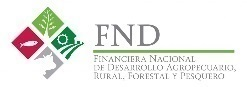 FND
FINANCIERA NACIONAL
DE DESARROLLO AGROPECUARIO,
RURAL, FORESTAL Y PESQUERO